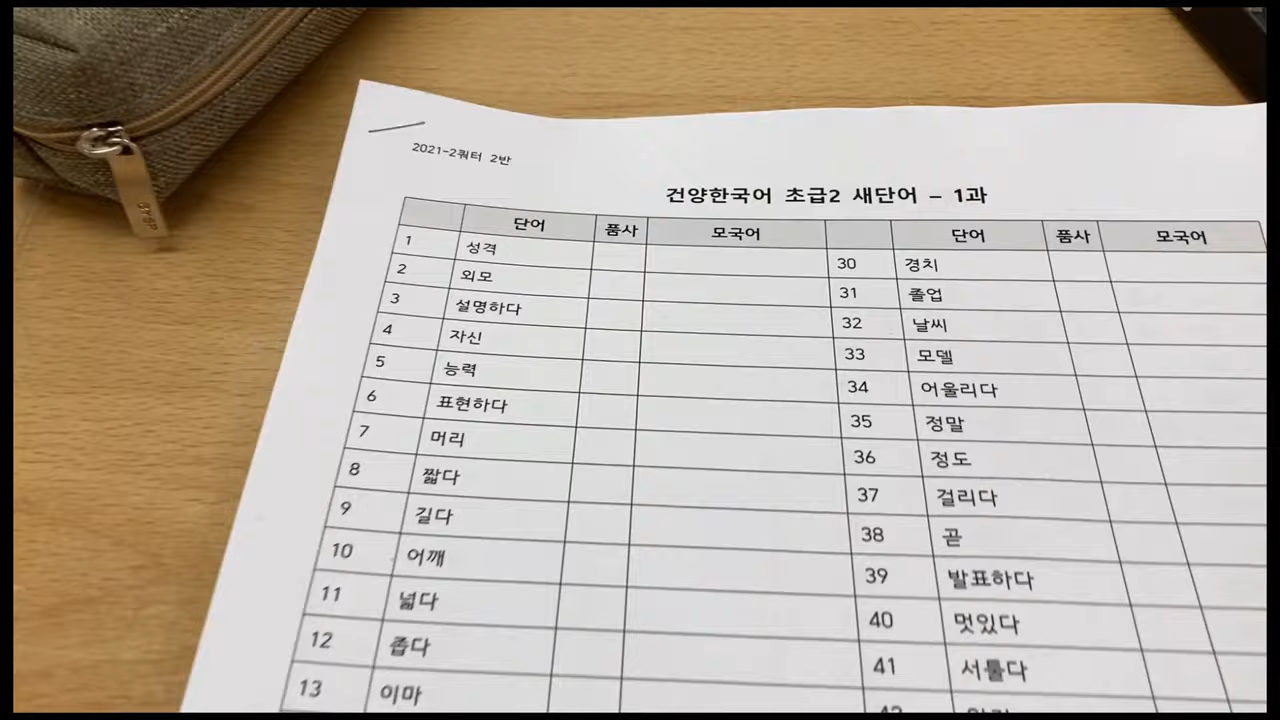 2021-2쿼터 2반
건양한국어 초급2 새단어 – 1과
단어 품사 모국어 단어 품사 모국어
1 성격 30 경치
2 외모 31 졸업
3 설명하다 32 날씨
4 자신 33 모델
5 능력 34 어울리다
6 표현하다 35 정말
7 머리 36 정도
8 짧다 37 걸리다
9 길다 38 곧
10 어깨 39 발표하다
11 넓다 40 멋있다
12 좁다 41 서툴다
13 이마